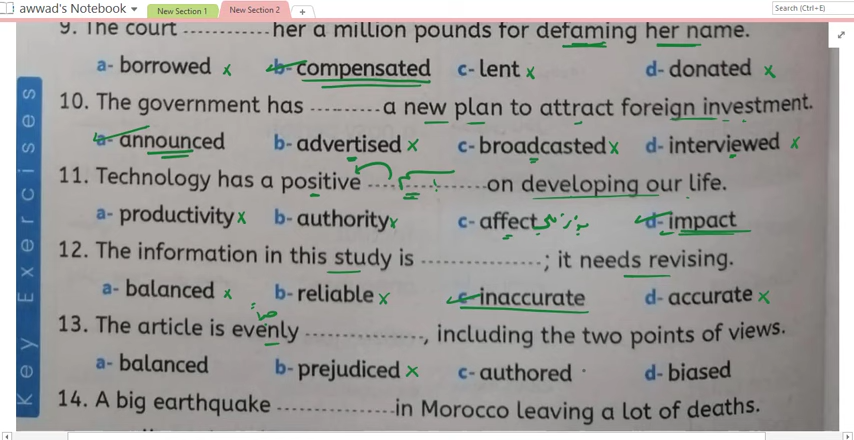 awwad's Notebook
New Section 1
New Section 2
+
Search (Ctrl+E)
Key Exercises
9. The court ............ her a million pounds for defaming her name.
a- borrowed x b- compensated c- lent x d- donated x
10. The government has ......... a new plan to attract foreign investment.
a- announced b- advertised x c- broadcasted x d- interviewed x
11. Technology has a positive ............... on developing our life.
a- productivity x b- authority x c- affect d- impact
12. The information in this study is ...............; it needs revising.
a- balanced x b- reliable x c- inaccurate d- accurate x
13. The article is evenly ..............., including the two points of views.
a- balanced b- prejudiced x c- authored d- biased
14. A big earthquake ............... in Morocco leaving a lot of deaths.